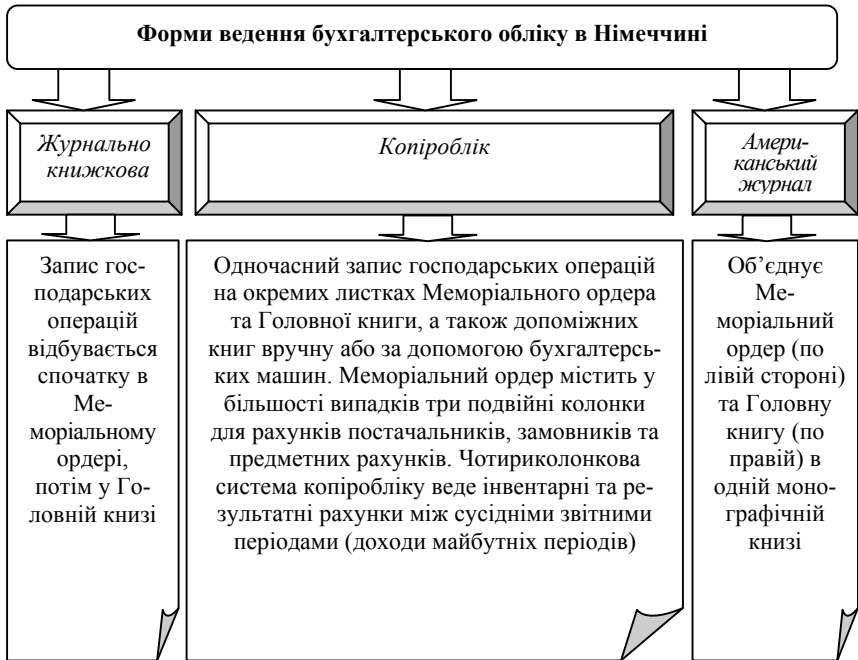 Форми ведення бухгалтерського обліку в Німеччині
Журнально
книжкова
Копіроблік
Амери-
канський
журнал
Запис гос-
подарських
операцій
відбувається
спочатку в
Ме-
моріальному
ордері,
потім у Го-
ловній книзі
Одночасний запис господарських операцій
на окремих листках Меморіального ордера
та Головної книги, а також допоміжних
книг вручну або за допомогою бухгалтерсь-
ких машин. Меморіальний ордер містить у
більшості випадків три подвійні колонки
для рахунків постачальників, замовників та
предметних рахунків. Чотириколонкова
система копіробліку веде інвентарні та ре-
зультатні рахунки між сусідніми звітними
періодами (доходи майбутніх періодів)
Об’єднує
Ме-
моріальний
ордер (по
лівій стороні)
та Головну
книгу (по
правій) в
одній моно-
графічній
книзі